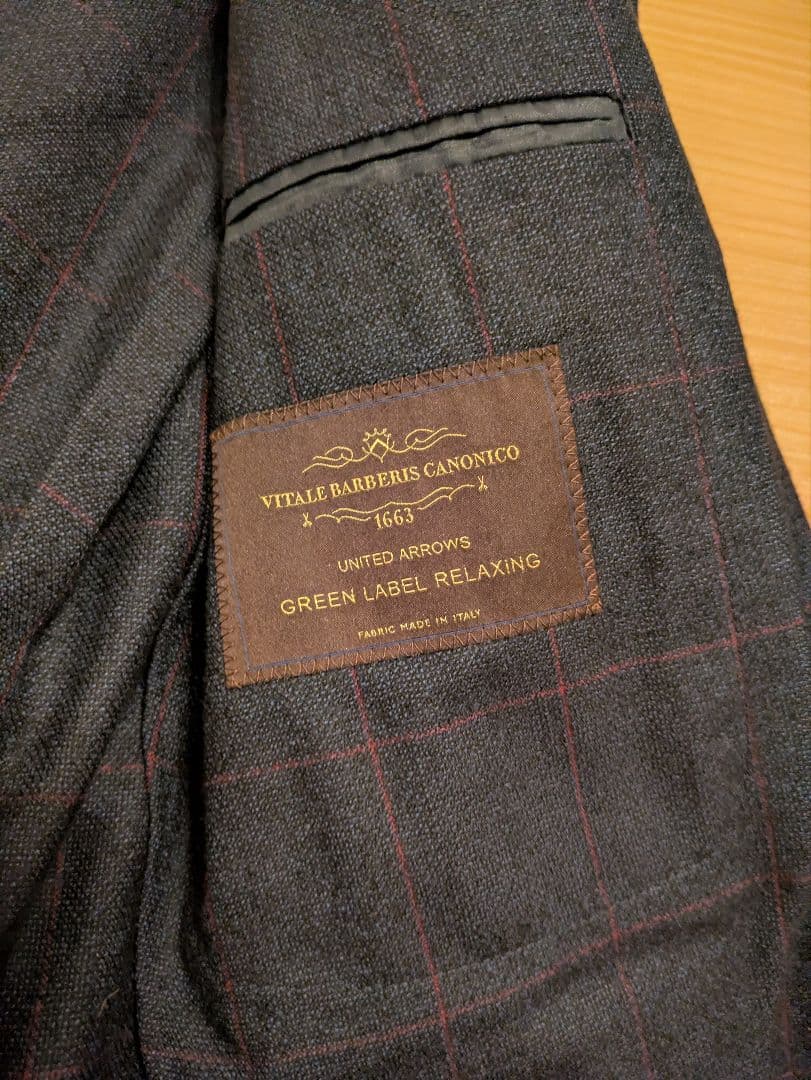 VITALE BARBERIS CANONICO
1663
UNITED ARROWS
GREEN LABEL RELAXING
FABRIC MADE IN ITALY